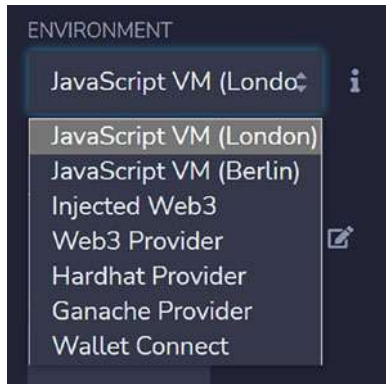 ENVIRONMENT
JavaScript VM (Londo
JavaScript VM (London)
JavaScript VM (Berlin)
Injected Web3
Web3 Provider
Hardhat Provider
Ganache Provider
Wallet Connect